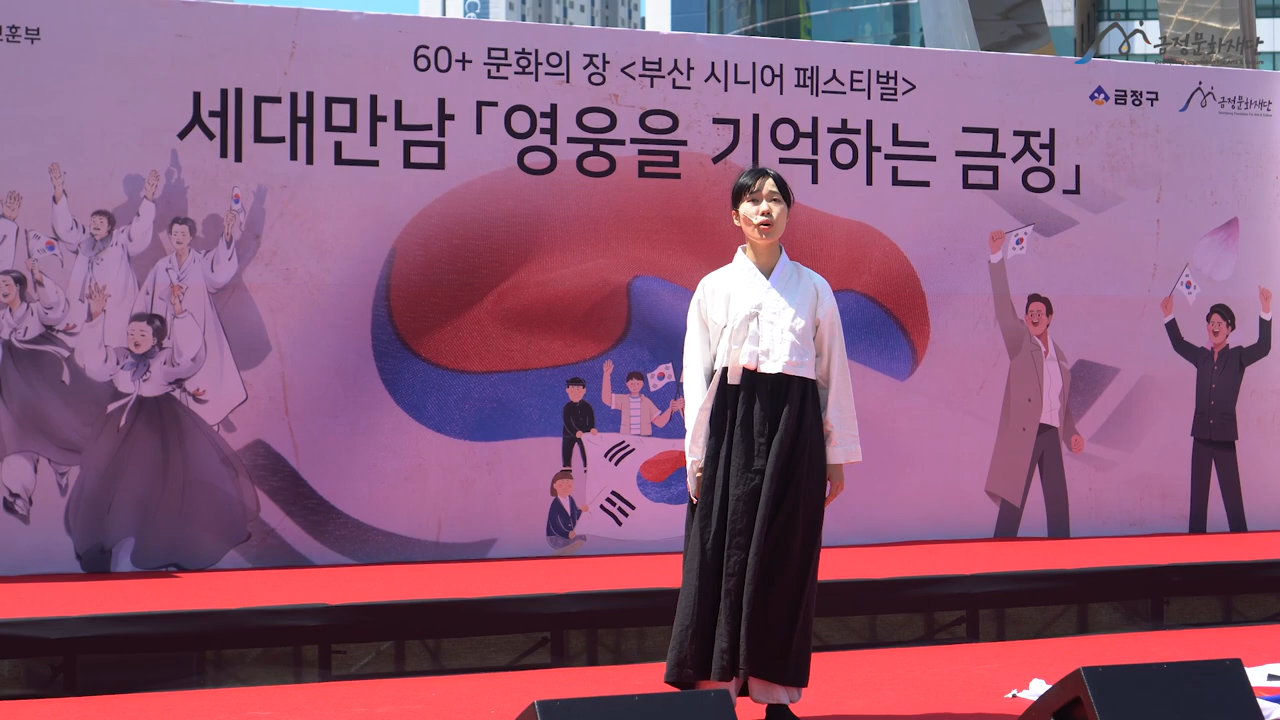 훈부
60+ 문화의 장 <부산 시니어 페스티벌>
세대만남 「영웅을 기억하는 금정」
금정구
금정문화재단
금정문화재단